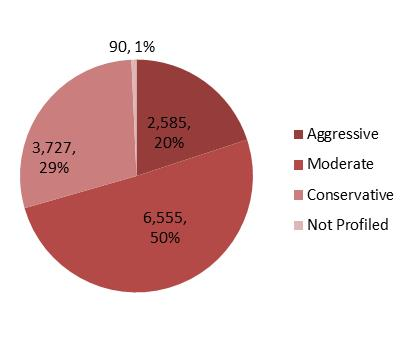 90, 1%
2,585,
20%
3,727,
29%
6,555,
50%
Aggressive
Moderate
Conservative
Not Profiled